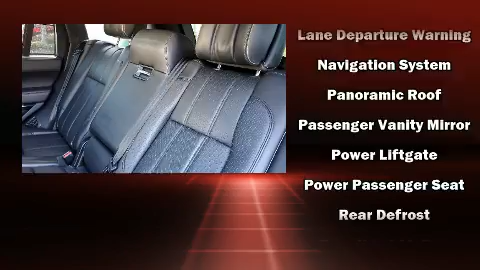 Lane Departure Warning
Navigation System
Panoramic Roof
Passenger Vanity Mirror
Power Liftgate
Power Passenger Seat
Rear Defrost